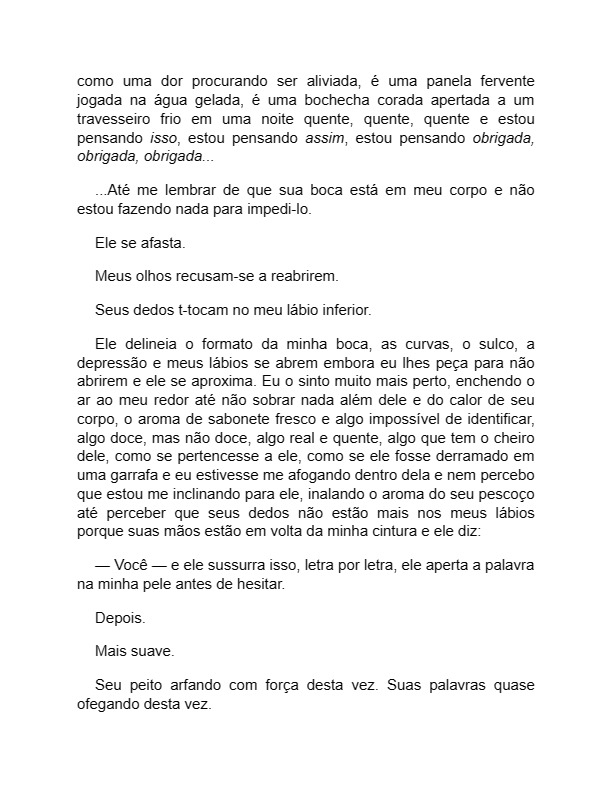 como uma dor procurando ser aliviada, é uma panela fervente
jogada na água gelada, é uma bochecha corada apertada a um
travesseiro frio em uma noite quente, quente, quente e estou
pensando isso, estou pensando assim, estou pensando obrigada,
obrigada, obrigada...
...Até me lembrar de que sua boca está em meu corpo e não
estou fazendo nada para impedi-lo.
Ele se afasta.
Meus olhos recusam-se a reabrirem.
Seus dedos t-tocam no meu lábio inferior.
Ele delineia o formato da minha boca, as curvas, o sulco, a
depressão e meus lábios se abrem embora eu lhes peça para não
abrirem e ele se aproxima. Eu o sinto muito mais perto, enchendo o
ar ao meu redor até não sobrar nada além dele e do calor de seu
corpo, o aroma de sabonete fresco e algo impossível de identificar,
algo doce, mas não doce, algo real e quente, algo que tem o cheiro
dele, como se pertencesse a ele, como se ele fosse derramado em
uma garrafa e eu estivesse me afogando dentro dela e nem percebo
que estou me inclinando para ele, inalando o aroma do seu pescoço
até perceber que seus dedos não estão mais nos meus lábios
porque suas mãos estão em volta da minha cintura e ele diz:
— Você — e ele sussurra isso, letra por letra, ele aperta a palavra
na minha pele antes de hesitar.
Depois.
Mais suave.
Seu peito arfando com força desta vez. Suas palavras quase
ofegando desta vez.